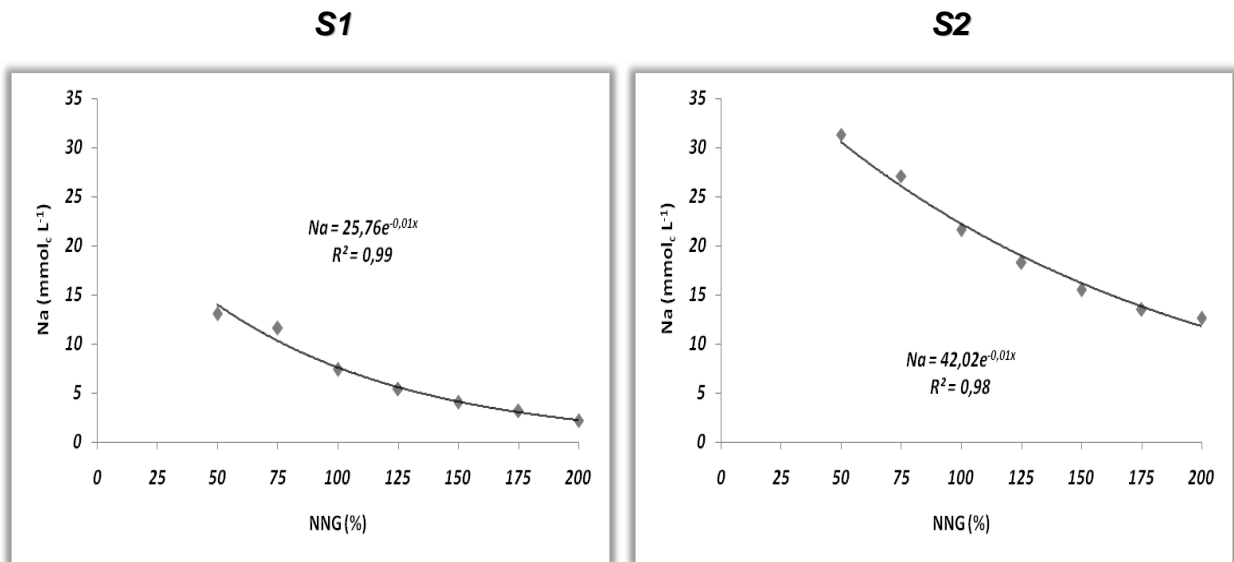 S1
S2
35
30
25
20
15
10
5
0
Na (mmolc L-1)
Na = 25,76e-0,01x
R² = 0,99
0 25 50 75 100 125 150 175 200
NNG (%)
35
30
25
20
15
10
5
0
Na (mmolc L-1)
Na = 42,02e-0,01x
R² = 0,98
0 25 50 75 100 125 150 175 200
NNG (%)